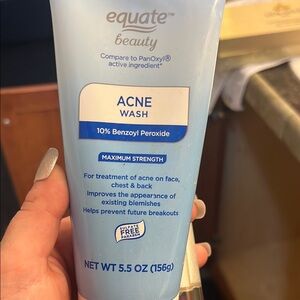 equate™
beauty
Compare to PanOxyl®
active ingredient*
ACNE
WASH
10% Benzoyl Peroxide
MAXIMUM STRENGTH
For treatment of acne on face,
chest & back
Improves the appearance of
existing blemishes
Helps prevent future breakouts
FREE
NET WT 5.5 OZ (156g)